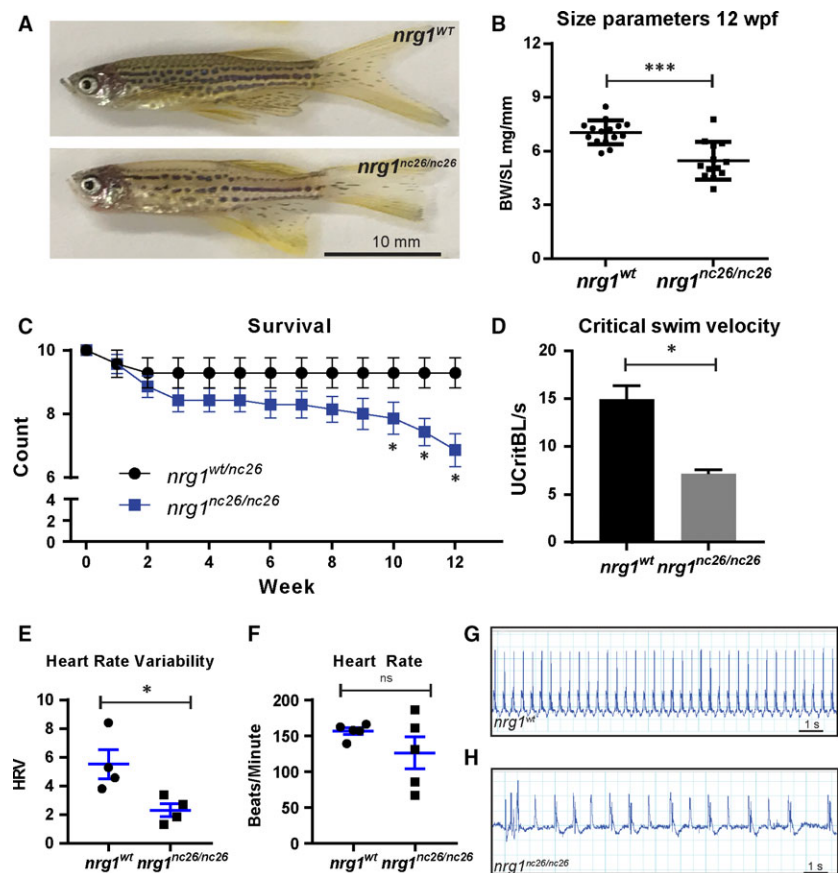 A
nrg1WT
nrg1nc26/nc26
10 mm
B
Size parameters 12 wpf
BW/SL mg/mm
12
9
6
3
0
***
nrg1wt
nrg1nc26/nc26
C
Survival
Count
10
8
6
4
2
0
nrg1wt/nc26
nrg1nc26/nc26
*
*
*
0 2 4 6 8 10 12
Week
D
Critical swim velocity
UCritBL/s
20
15
10
5
0
*
nrg1wt nrg1nc26/nc26
E
Heart Rate Variability
HRV
10
8
6
4
2
0
*
nrg1wt nrg1nc26/nc26
F
Heart Rate
Beats/Minute
200
150
100
50
0
ns
nrg1wt nrg1nc26/nc26
G
nrg1wt
1 s
H
nrg1nc26/nc26
1 s